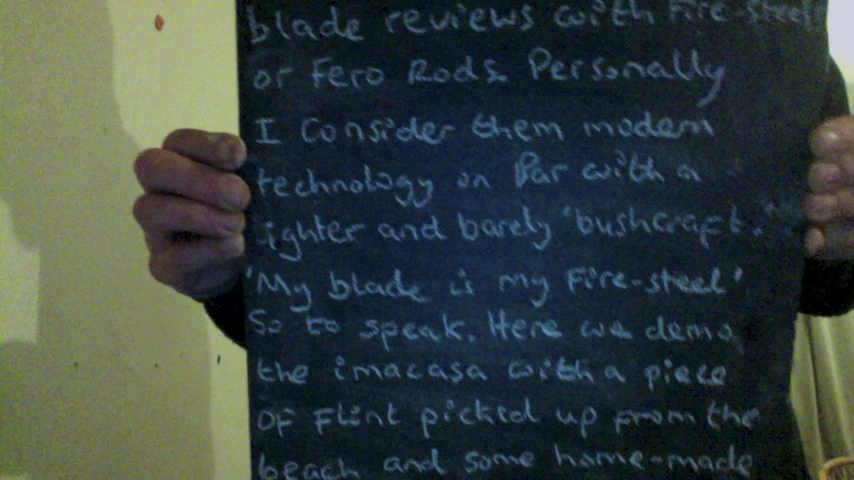 blade reviews with Fire-steel
or Fero Rods. Personally
I Consider them modern
technology on Par with a
ighter and barely "bushcraft."
'My blade is my Fire-steel'
So to speak. Here we demo
the imacasa with a piece
OF Flint picked up from the
beach and some home-made